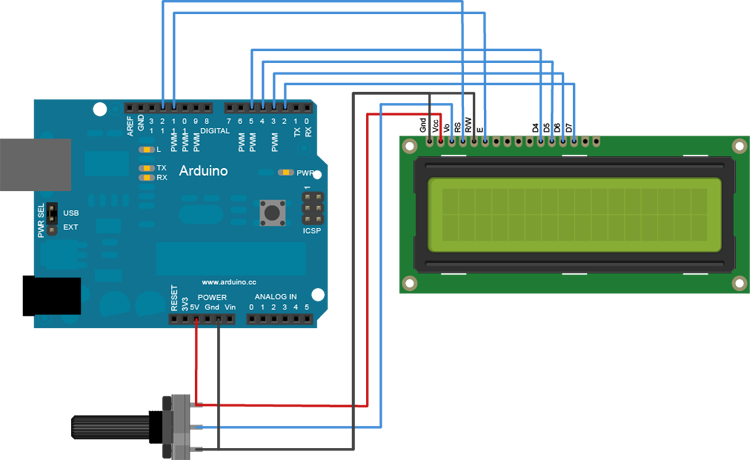 Gnd Vcc Vo RS R/W E D4 D5 D6 D7
AREF GND 13 12 11 10 9 8 7 6 5 4 3 2 1 0
PWM PWM PWM DIGITAL PWM PWM PWM TX RX
L
TX
RX
Arduino
PWR
1
ICSP
PWR SEL
USB
EXT
www.arduino.cc
POWER ANALOG IN
RESET 3V3 5V Gnd Vin 0 1 2 3 4 5